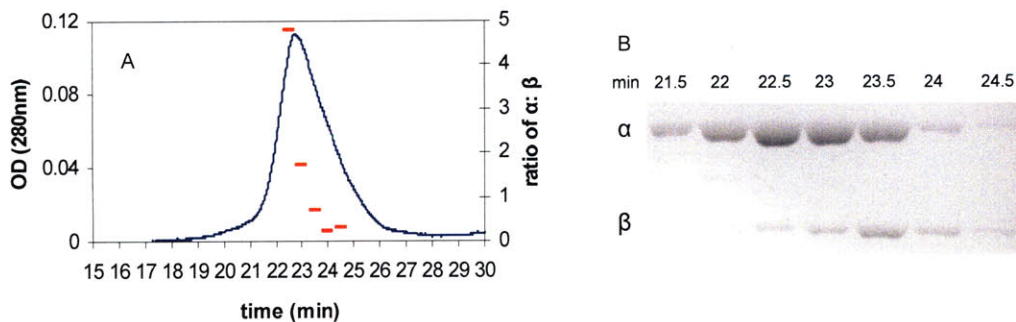 A
OD (280nm)
0.12
0.08
0.04
0
ratio of α: β
5
4
3
2
1
0
15 16 17 18 19 20 21 22 23 24 25 26 27 28 29 30
time (min)
B
min 21.5 22 22.5 23 23.5 24 24.5
α
β